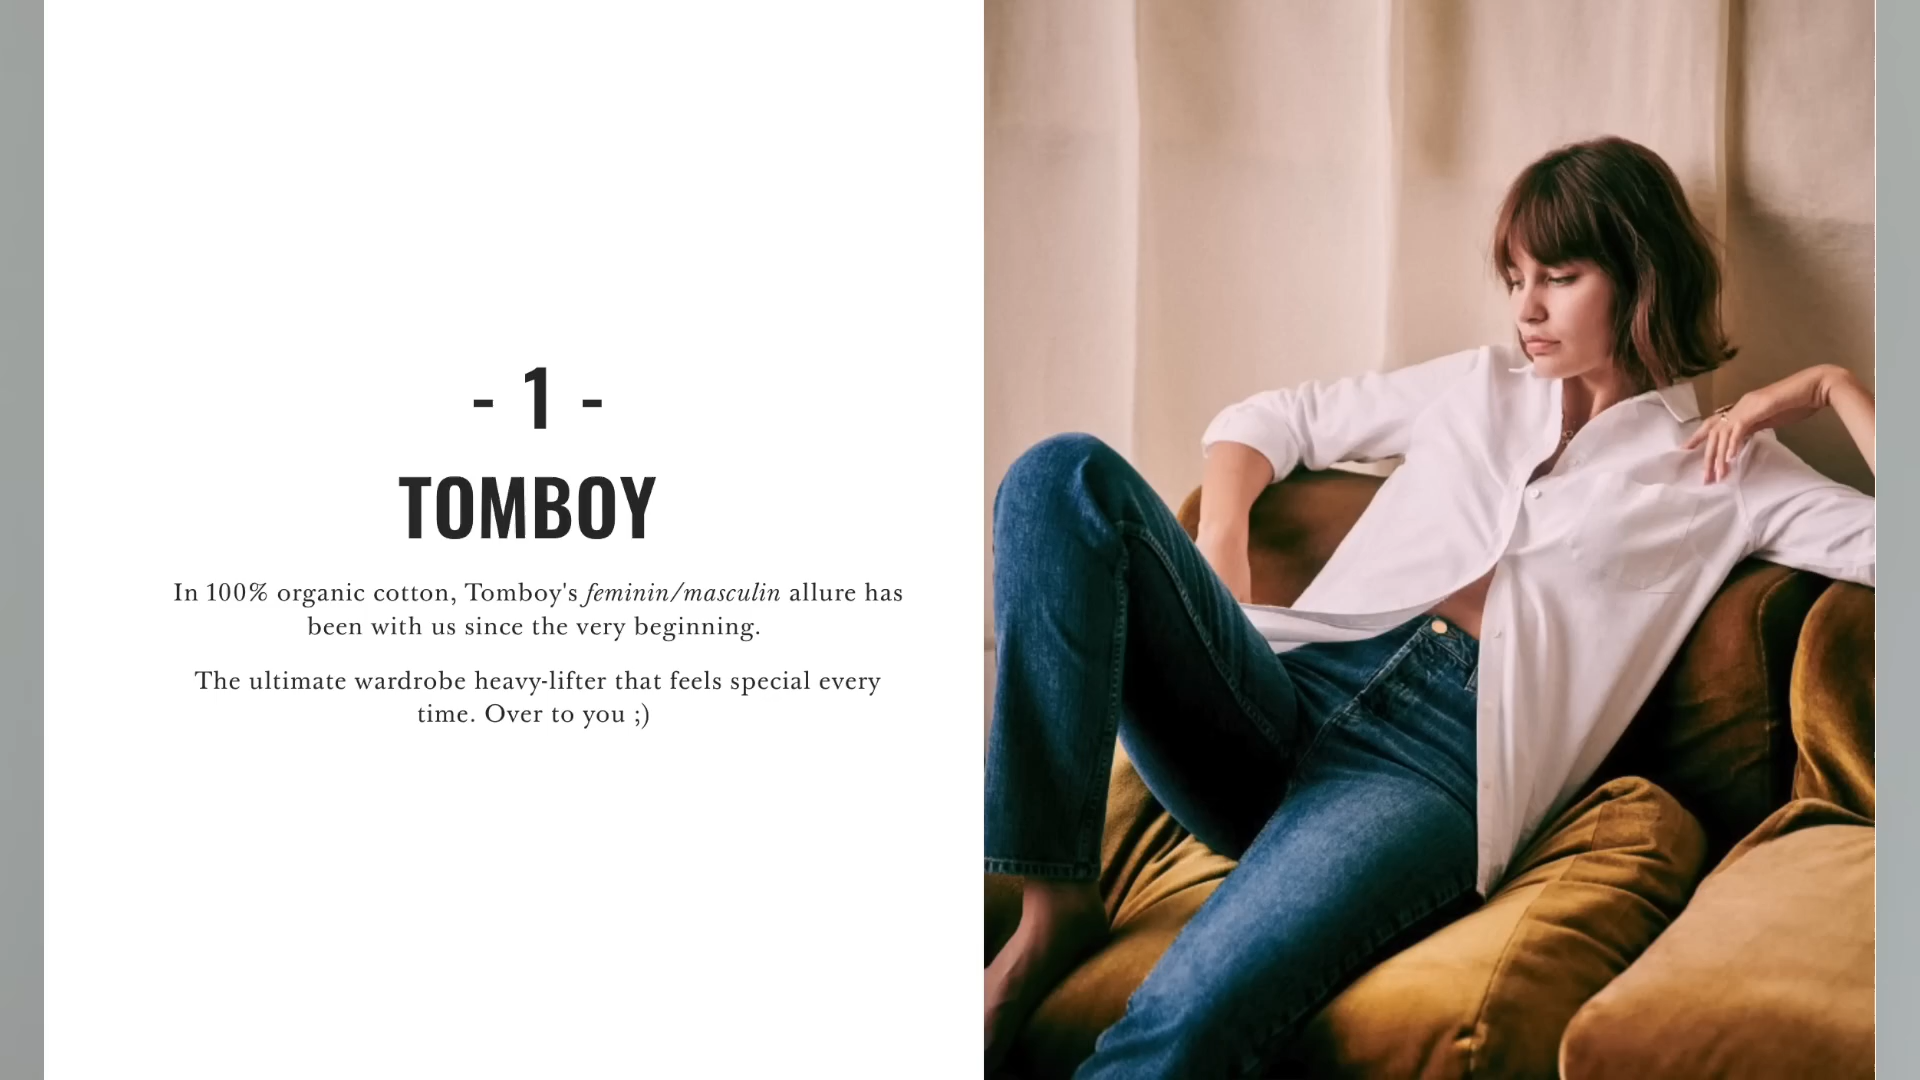 - 1 -
TOMBOY
In 100% organic cotton, Tomboy's feminin/masculin allure has
been with us since the very beginning.
The ultimate wardrobe heavy-lifter that feels special every
time. Over to you ;)